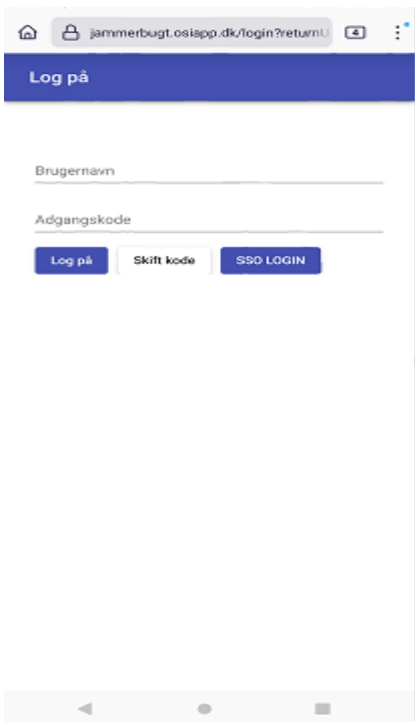 jammerbugt.osiapp.dk/login?returnU
4
Log på
Brugernavn
Adgangskode
Log på Skift kode SSO LOGIN